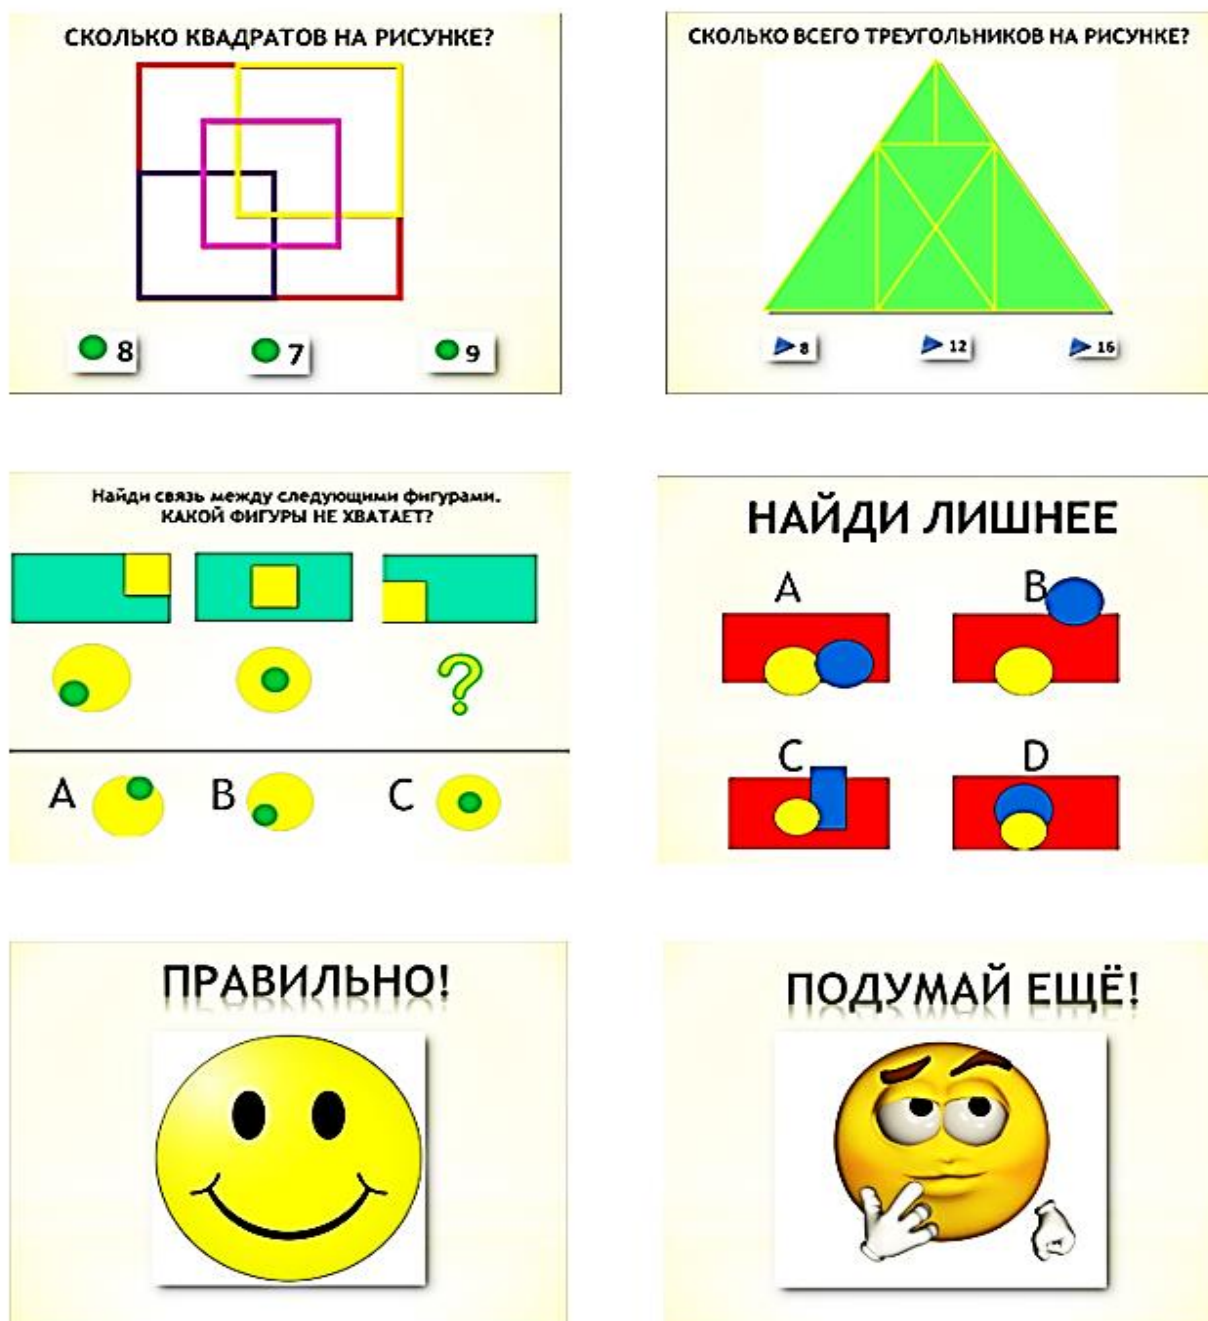 СКОЛЬКО КВАДРАТОВ НА РИСУНКЕ?
8
7
9
СКОЛЬКО ВСЕГО ТРЕУГОЛЬНИКОВ НА РИСУНКЕ?
8
12
16
Найди связь между следующими фигурами.
КАКОЙ ФИГУРЫ НЕ ХВАТАЕТ?
?
A
B
C
НАЙДИ ЛИШНЕЕ
A
B
C
D
ПРАВИЛЬНО!
ПОДУМАЙ ЕЩЁ!